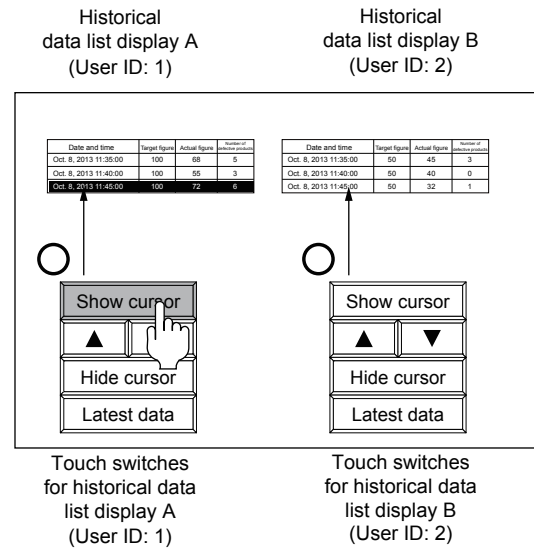 Historical
data list display A
(User ID: 1)
Historical
data list display B
(User ID: 2)
Date and time Target figure Actual figure Number of defective products
Oct. 8, 2013 11:35:00 100 68 5
Oct. 8, 2013 11:40:00 100 55 3
Oct. 8, 2013 11:45:00 100 72 6
Date and time Target figure Actual figure Number of defective products
Oct. 8, 2013 11:35:00 50 45 3
Oct. 8, 2013 11:40:00 50 40 0
Oct. 8, 2013 11:45:00 50 32 1
Show cursor
▲
Hide cursor
Latest data
Show cursor
▲ ▼
Hide cursor
Latest data
Touch switches
for historical data
list display A
(User ID: 1)
Touch switches
for historical data
list display B
(User ID: 2)